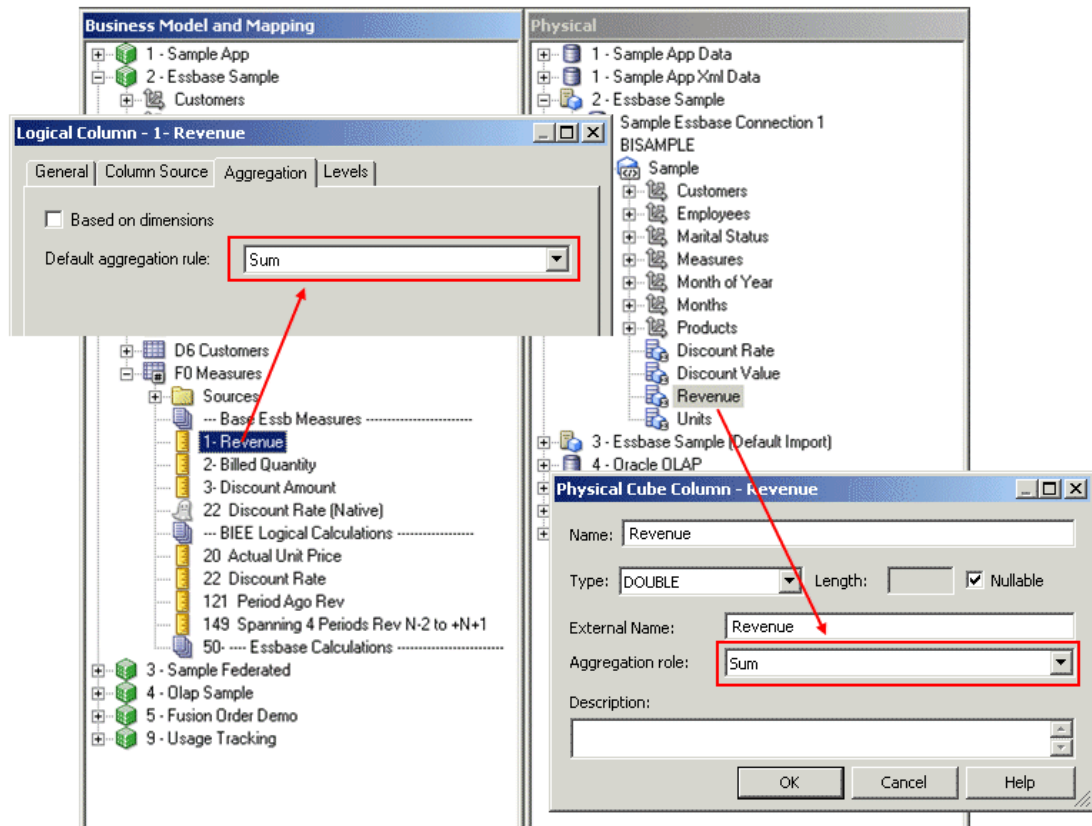 Business Model and Mapping
1 - Sample App
2 - Essbase Sample
Customers
Logical Column - 1- Revenue
General
Column Source
Aggregation
Levels
Based on dimensions
Default aggregation rule:
Sum
D6 Customers
F0 Measures
Sources
--- Base Essb Measures ----------------------
1- Revenue
2- Billed Quantity
3- Discount Amount
22 Discount Rate (Native)
--- BIEE Logical Calculations ----------------
20 Actual Unit Price
22 Discount Rate
121 Period Ago Rev
149 Spanning 4 Periods Rev N-2 to +N+1
50- ---- Essbase Calculations ----------------------
3 - Sample Federated
4 - Olap Sample
5 - Fusion Order Demo
9 - Usage Tracking
Physical
1 - Sample App Data
1 - Sample App Xml Data
2 - Essbase Sample
Sample Essbase Connection 1
BISAMPLE
Sample
Customers
Employees
Marital Status
Measures
Month of Year
Months
Products
Discount Rate
Discount Value
Revenue
Units
3 - Essbase Sample (Default Import)
4 - Oracle OLAP
Physical Cube Column - Revenue
Name: Revenue
Type: DOUBLE Length: Nullable
External Name: Revenue
Aggregation role: Sum
Description:
OK Cancel Help